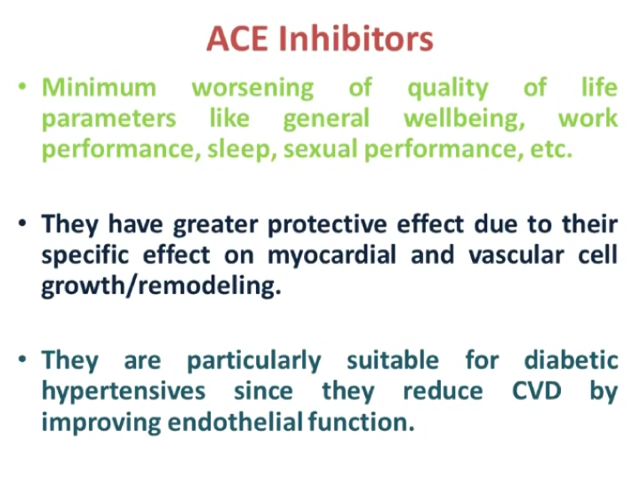 ACE Inhibitors
• Minimum worsening of quality of life
parameters like general wellbeing, work
performance, sleep, sexual performance, etc.
• They have greater protective effect due to their
specific effect on myocardial and vascular cell
growth/remodeling.
• They are particularly suitable for diabetic
hypertensives since they reduce CVD by
improving endothelial function.